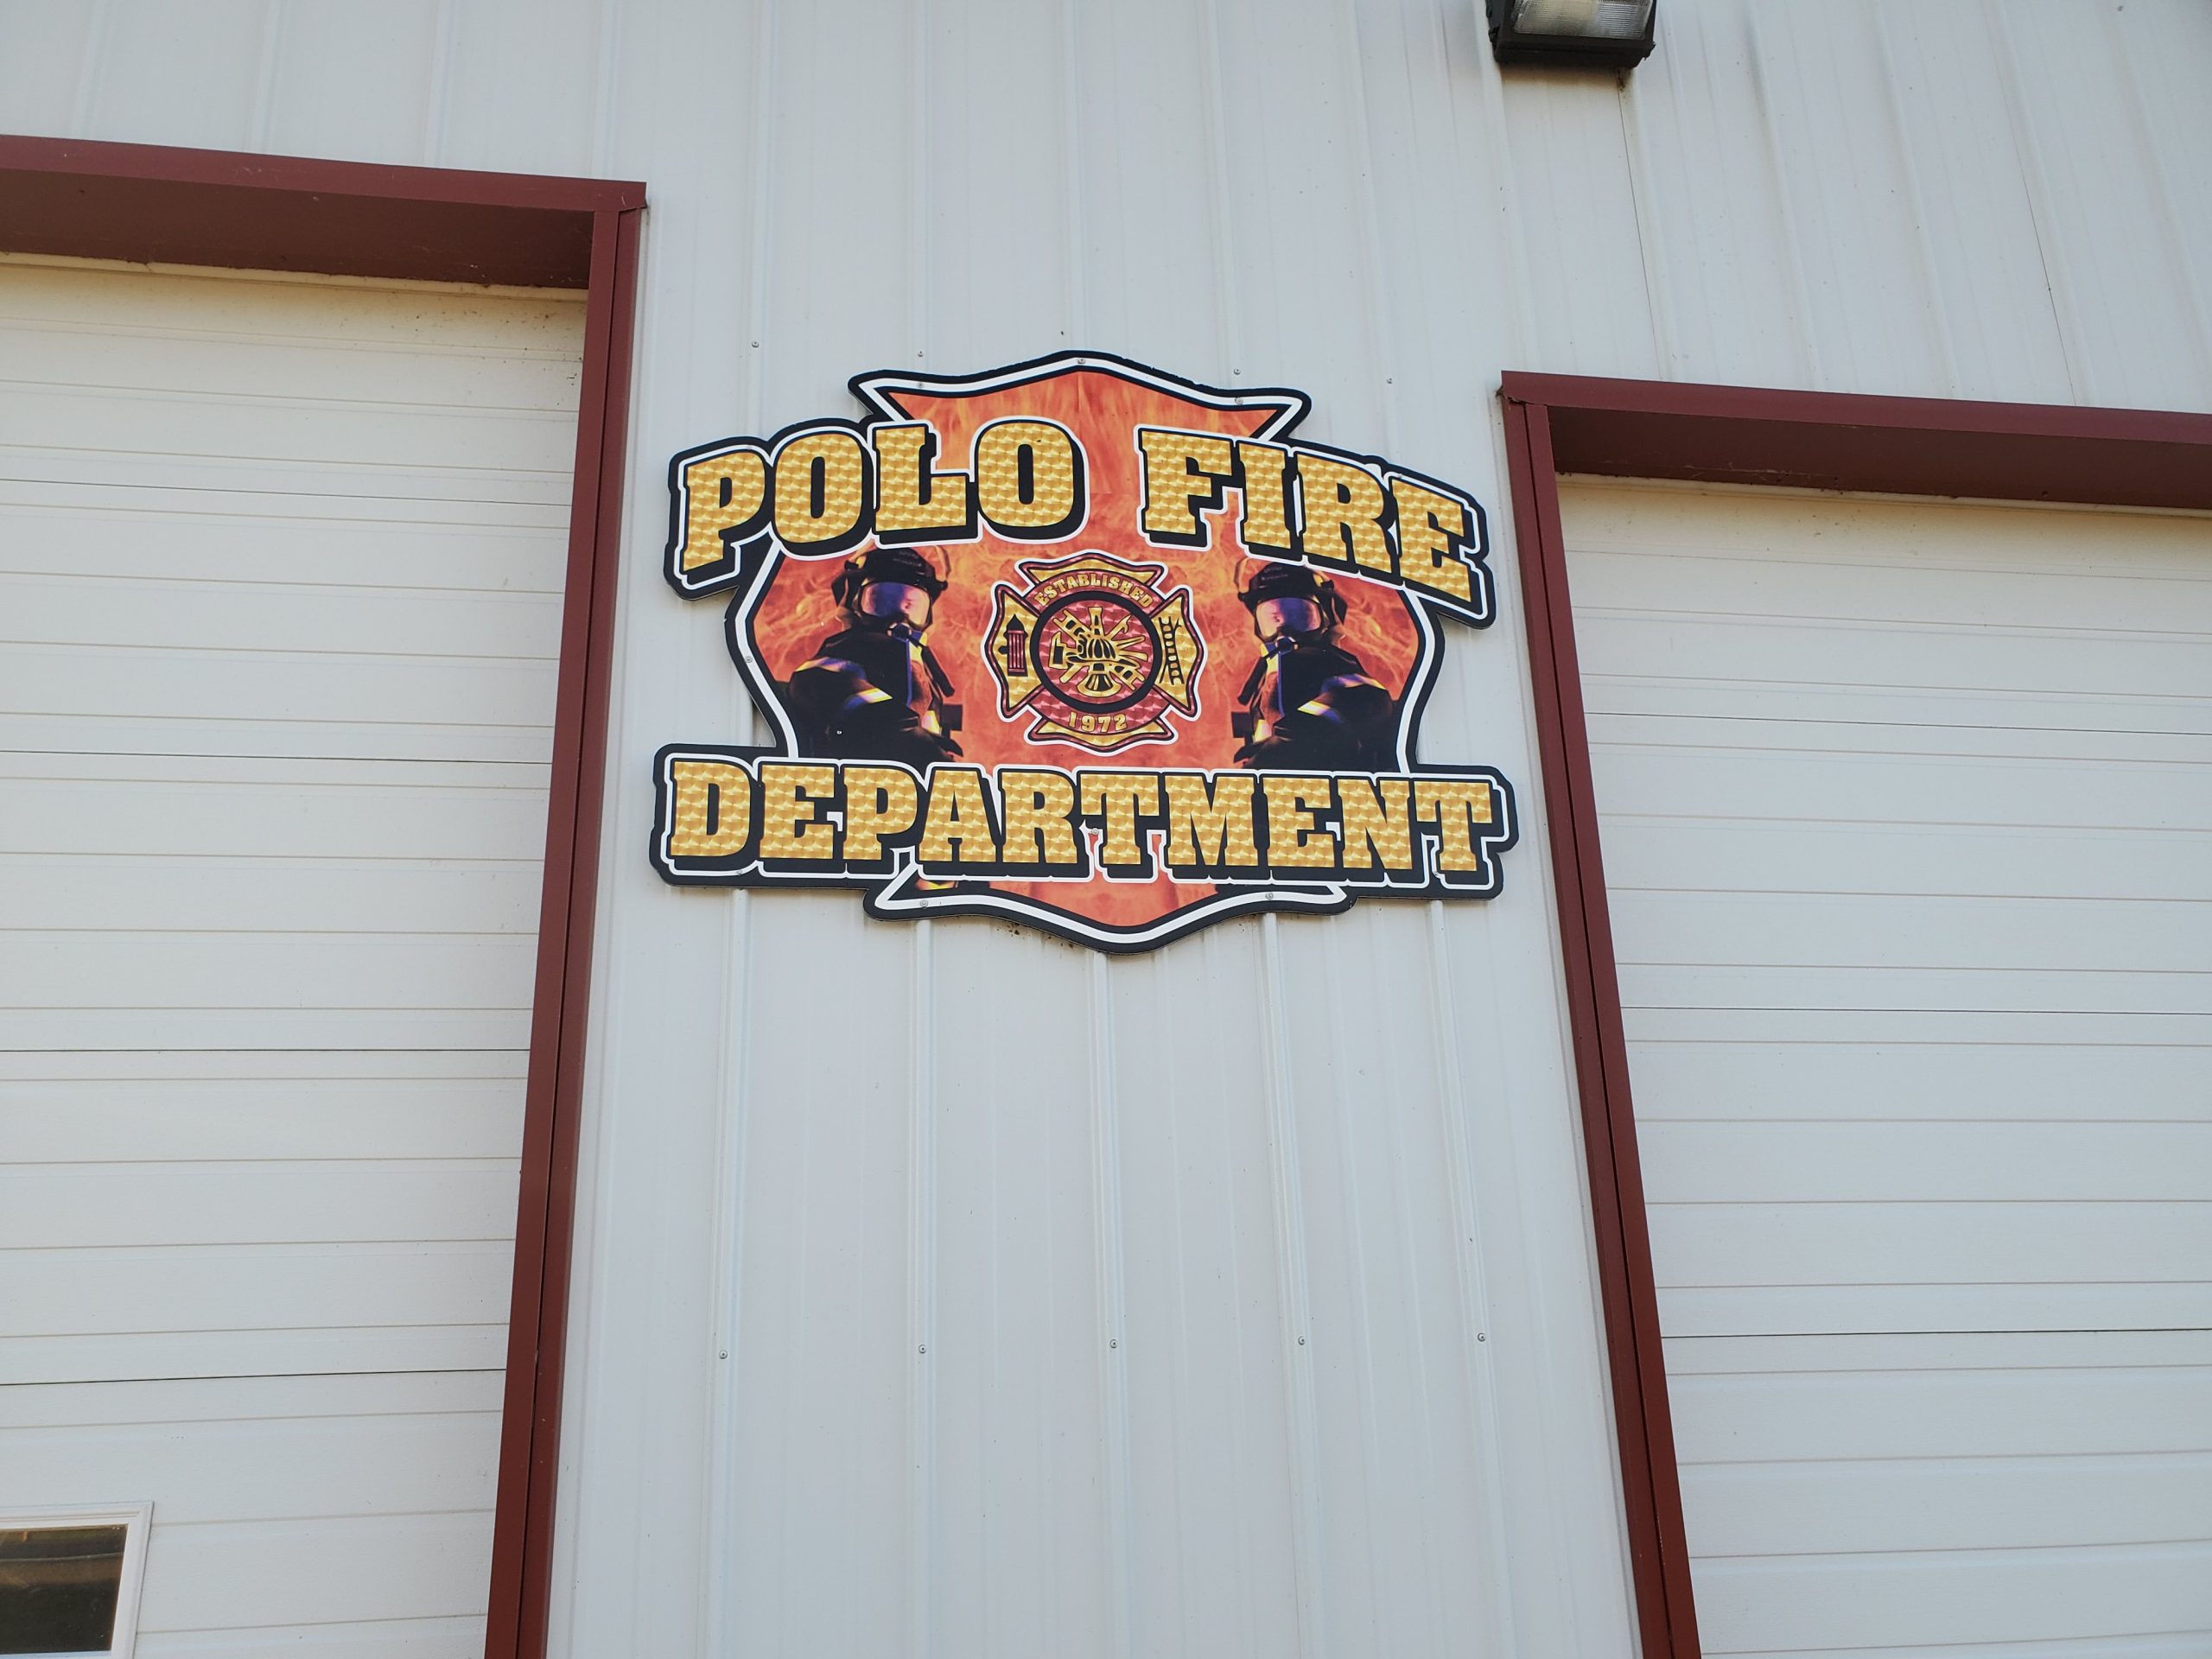 POLO FIRE
ESTABLISHED
1972
DEPARTMENT